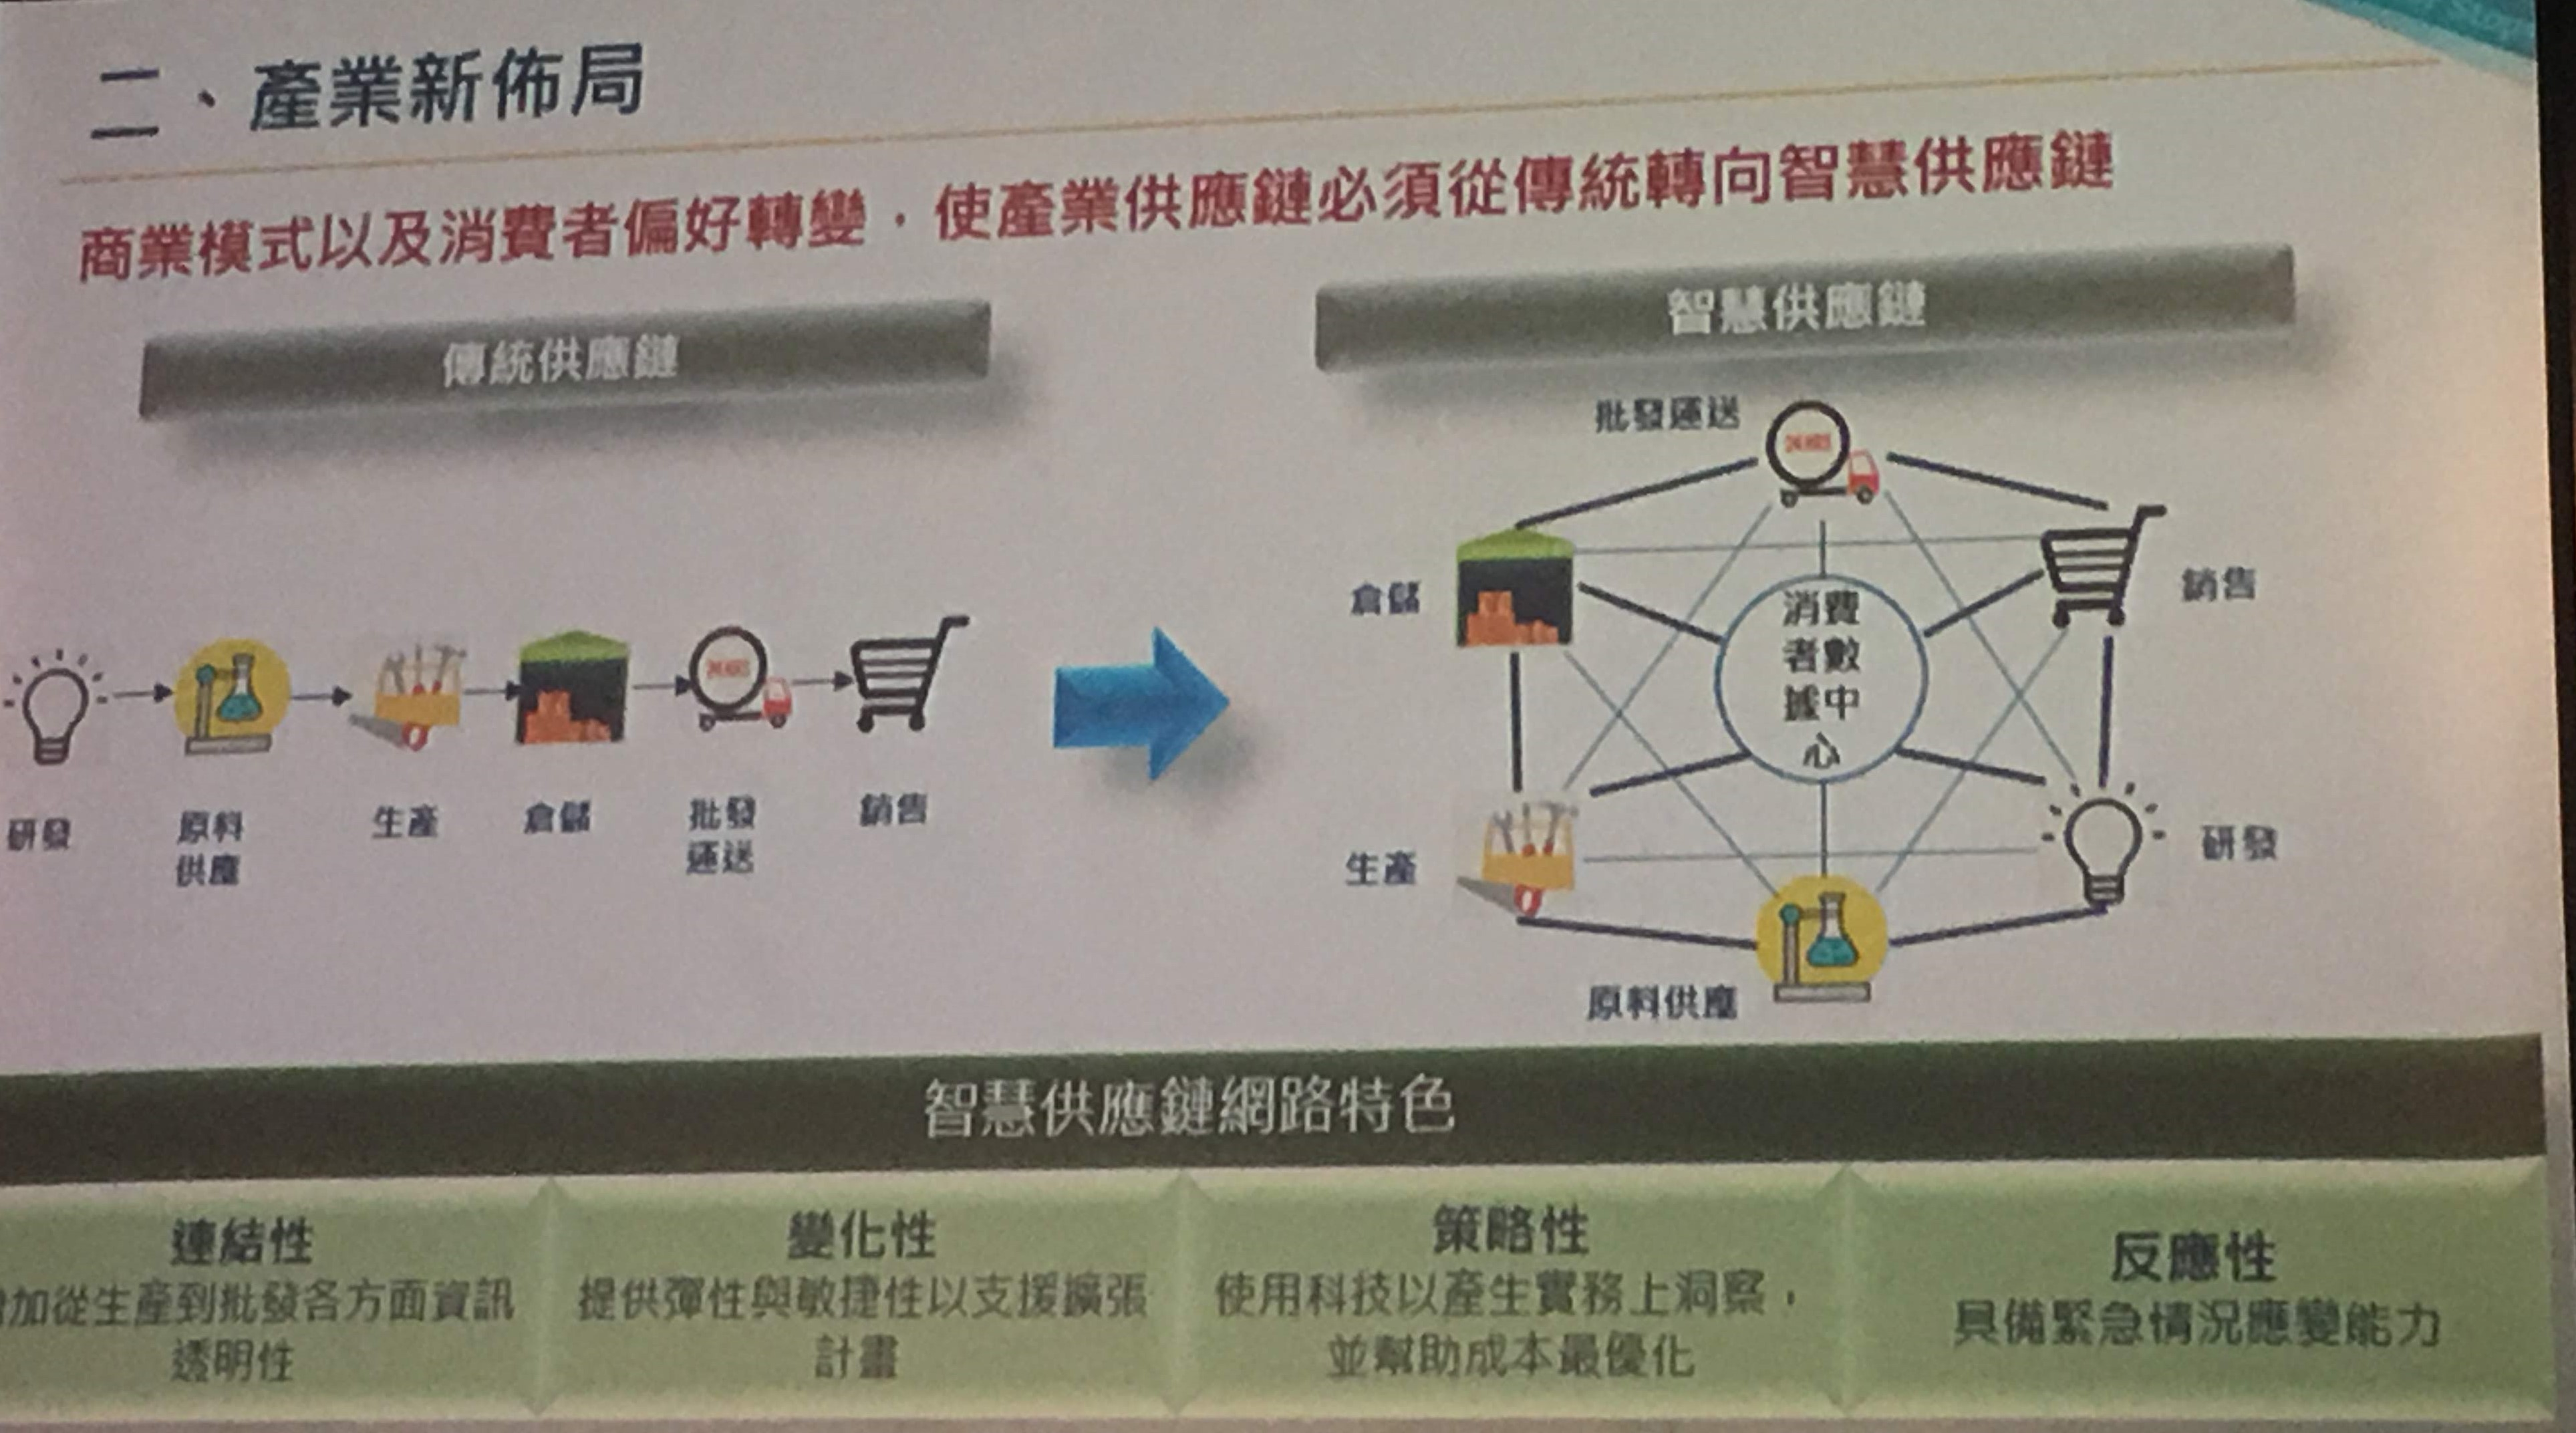 二、產業新佈局
商業模式以及消費者偏好轉變，使產業供應鏈必須從傳統轉向智慧供應鏈
傳統供應鏈
研發
原料
供應
生產
倉儲
批發
運送
銷售
智慧供應鏈
批發運送
倉儲
銷售
消費
者數
據中
心
生產
研發
原料供應
智慧供應鏈網路特色
連結性
加從生產到批發各方面資訊
透明性
變化性
提供彈性與敏捷性以支援擴張
計畫
策略性
使用科技以產生實務上洞察，
並幫助成本最優化
反應性
具備緊急情況應變能力